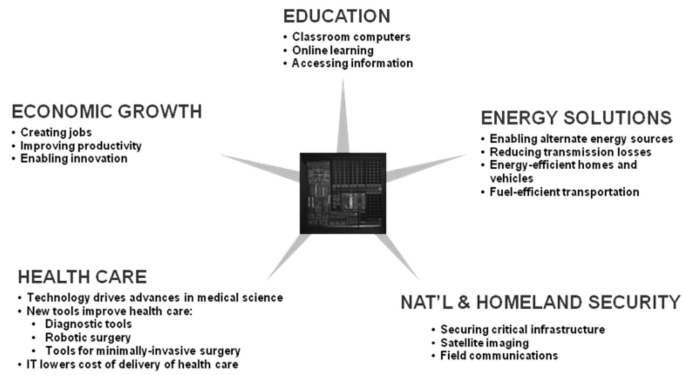 EDUCATION
• Classroom computers
• Online learning
• Accessing information
ECONOMIC GROWTH
• Creating jobs
• Improving productivity
• Enabling innovation
ENERGY SOLUTIONS
• Enabling alternate energy sources
• Reducing transmission losses
• Energy-efficient homes and
vehicles
• Fuel-efficient transportation
HEALTH CARE
• Technology drives advances in medical science
• New tools improve health care:
• Diagnostic tools
• Robotic surgery
• Tools for minimally-invasive surgery
• IT lowers cost of delivery of health care
NAT'L & HOMELAND SECURITY
• Securing critical infrastructure
• Satellite imaging
• Field communications